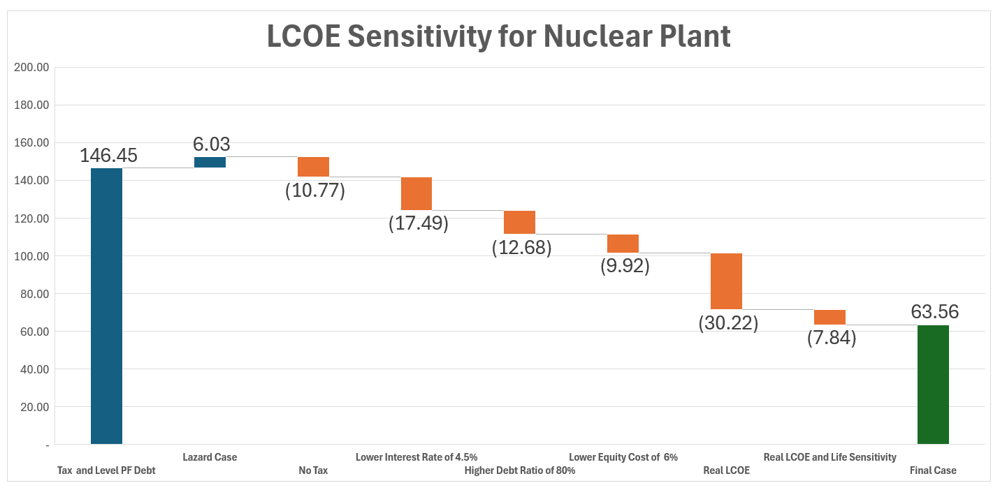 LCOE Sensitivity for Nuclear Plant
200.00
180.00
160.00
140.00
120.00
100.00
80.00
60.00
40.00
20.00
-
146.45
6.03
(10.77)
(17.49)
(12.68)
(9.92)
(30.22)
(7.84)
63.56
Tax and Level PF Debt
Lazard Case
No Tax
Lower Interest Rate of 4.5%
Higher Debt Ratio of 80%
Lower Equity Cost of 6%
Real LCOE
Real LCOE and Life Sensitivity
Final Case